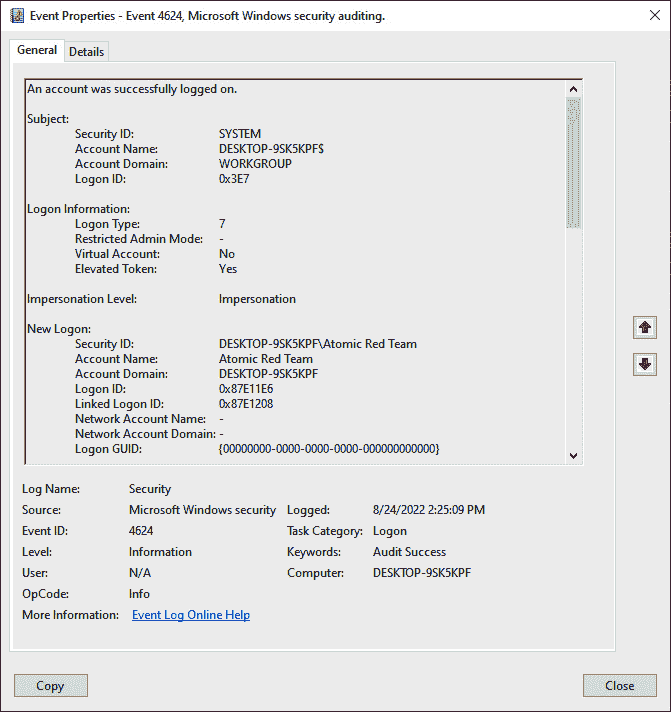 Event Properties - Event 4624, Microsoft Windows security auditing.
General Details
An account was successfully logged on.
Subject:
Security ID: SYSTEM
Account Name: DESKTOP-9SK5KPF$
Account Domain: WORKGROUP
Logon ID: 0x3E7
Logon Information:
Logon Type: 7
Restricted Admin Mode: -
Virtual Account: No
Elevated Token: Yes
Impersonation Level: Impersonation
New Logon:
Security ID: DESKTOP-9SK5KPF\Atomic Red Team
Account Name: Atomic Red Team
Account Domain: DESKTOP-9SK5KPF
Logon ID: 0x87E11E6
Linked Logon ID: 0x87E1208
Network Account Name: -
Network Account Domain: -
Logon GUID: {00000000-0000-0000-0000-000000000000}
Log Name: Security
Source: Microsoft Windows security Logged: 8/24/2022 2:25:09 PM
Event ID: 4624 Task Category: Logon
Level: Information Keywords: Audit Success
User: N/A Computer: DESKTOP-9SK5KPF
OpCode: Info
More Information: Event Log Online Help
Copy Close